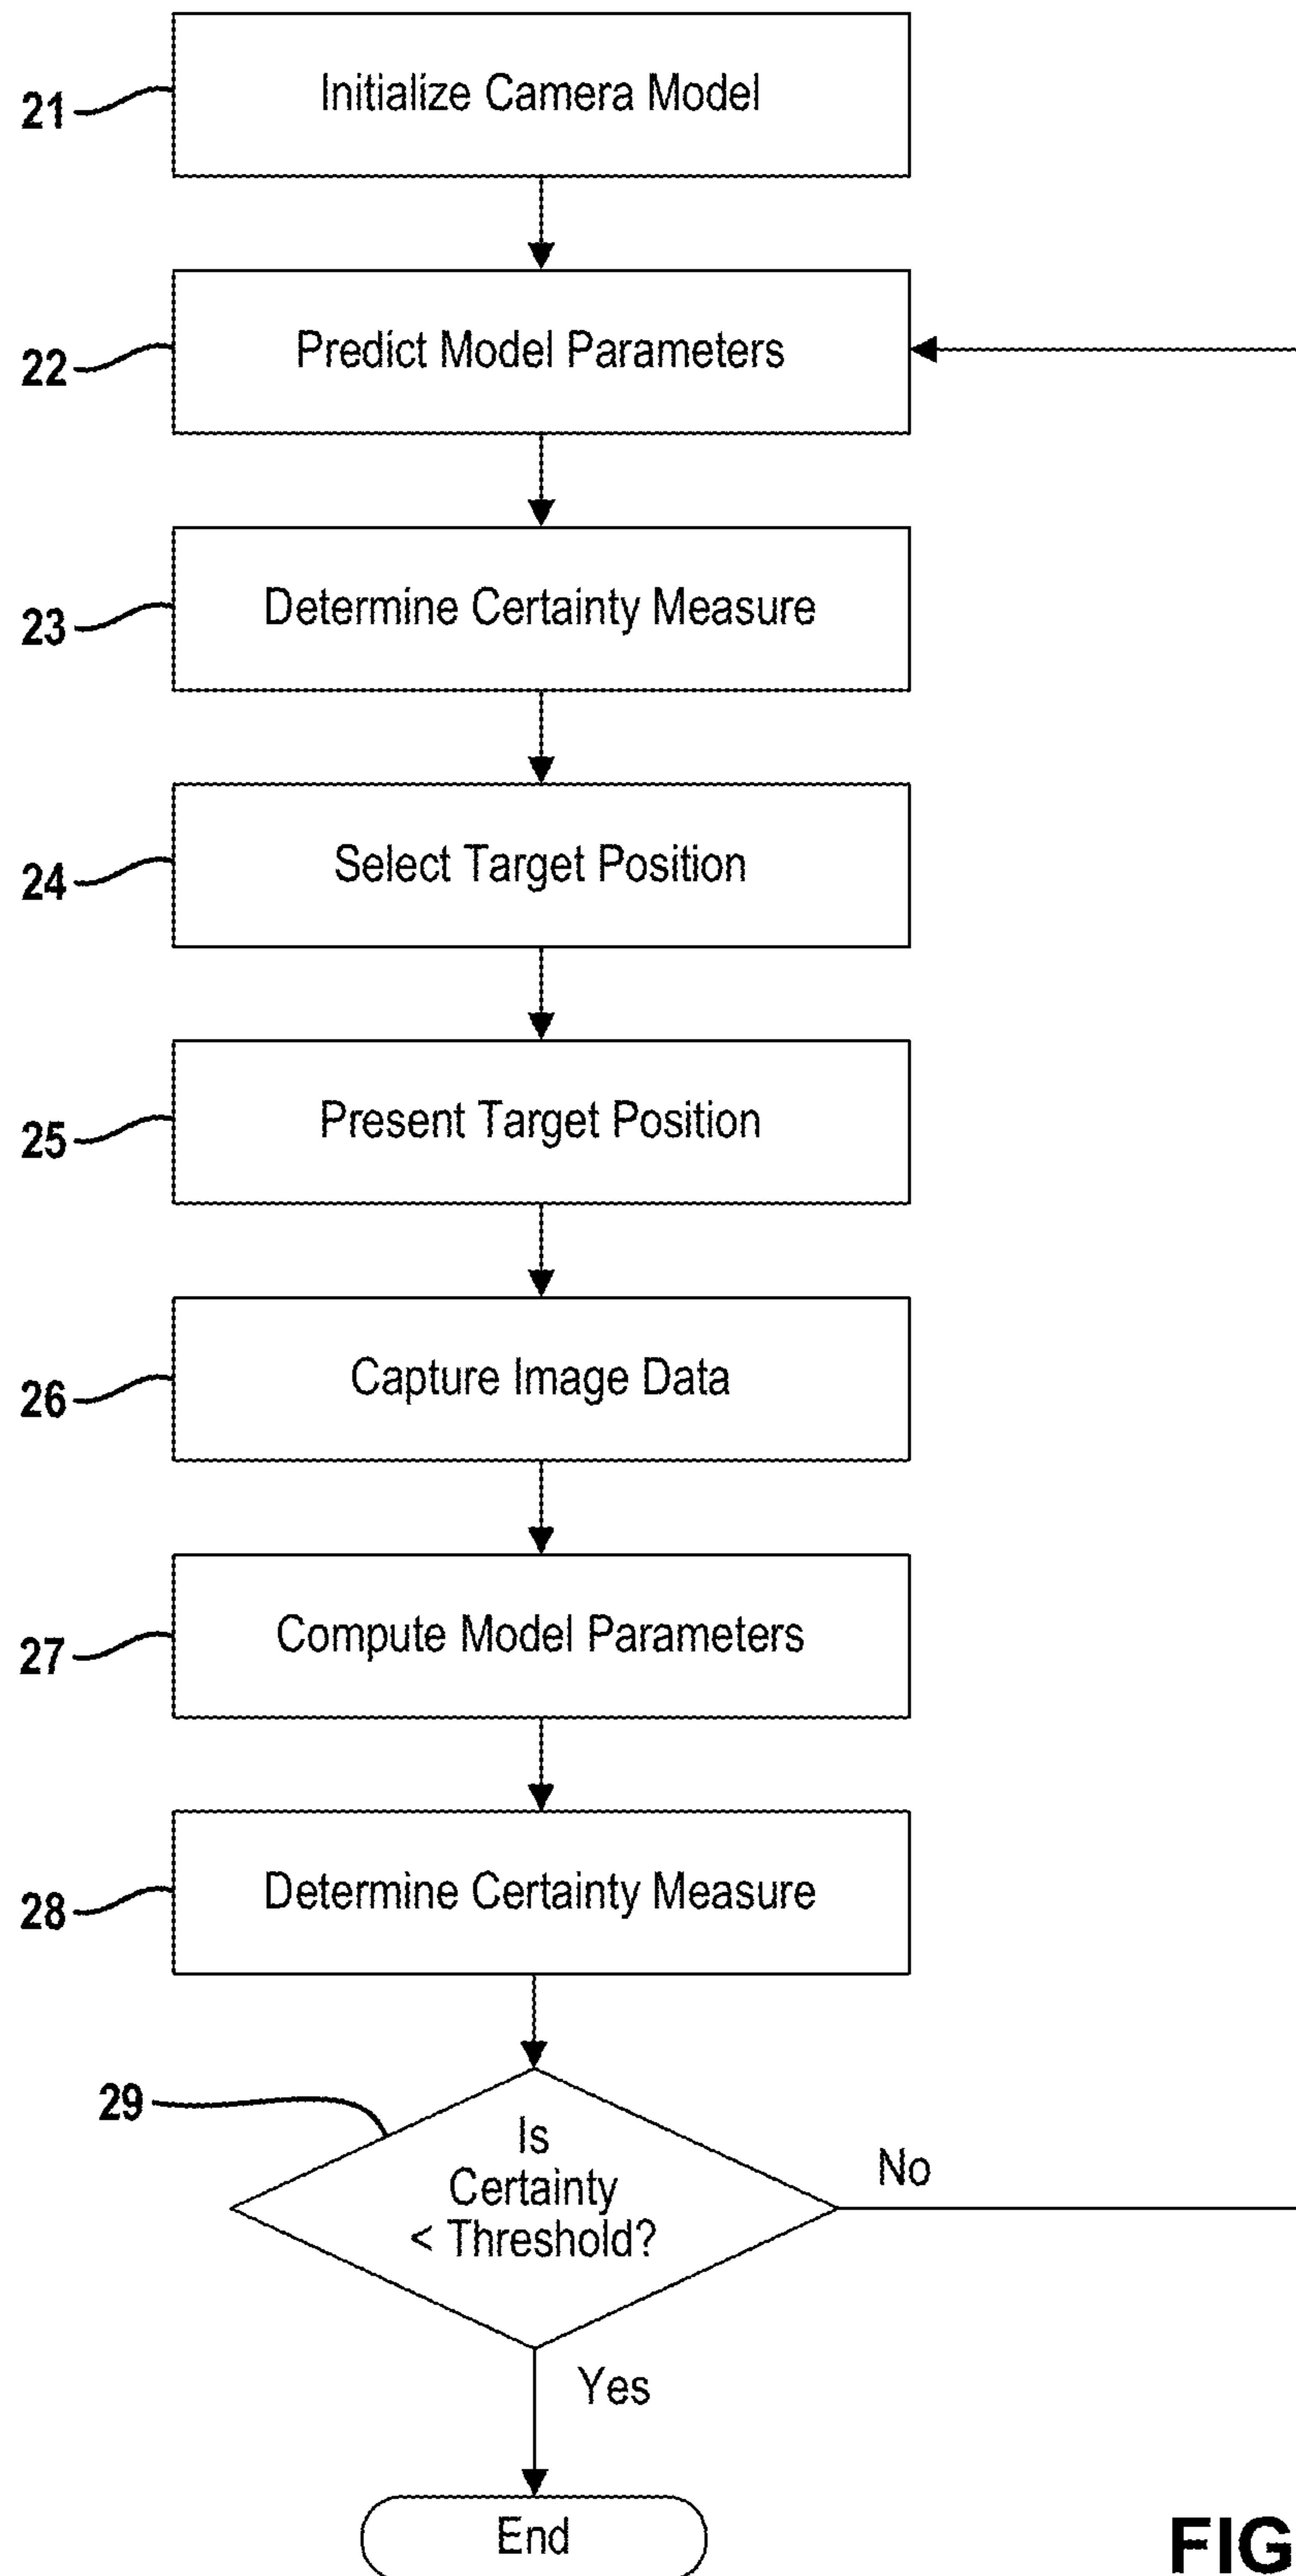 21
Initialize Camera Model
22
Predict Model Parameters
23
Determine Certainty Measure
24
Select Target Position
25
Present Target Position
26
Capture Image Data
27
Compute Model Parameters
28
Determine Certainty Measure
29
Is
Certainty
< Threshold?
No
Yes
End
FIG